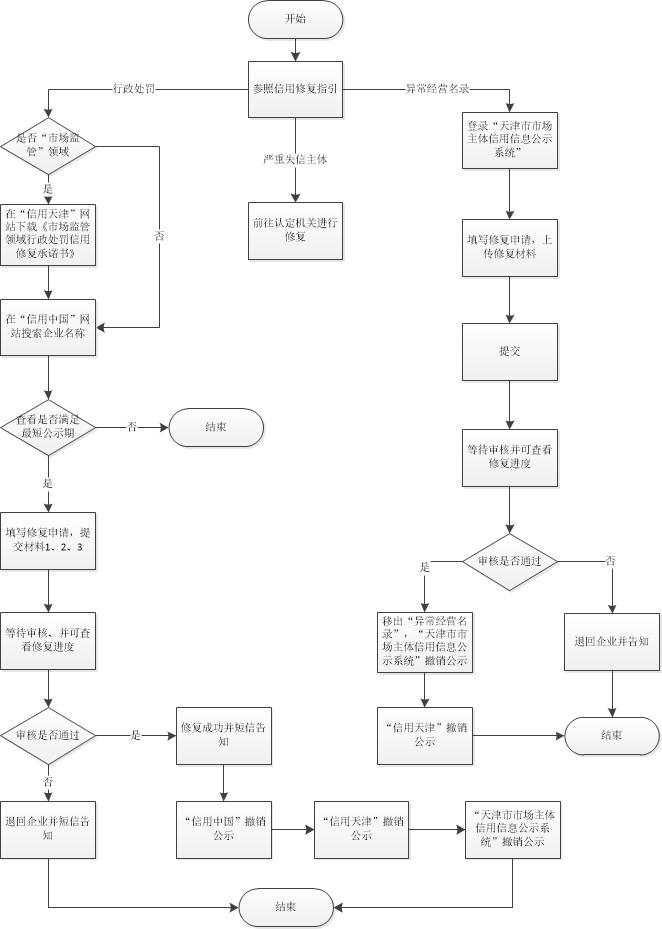 开始
参照信用修复指引
行政处罚
严重失信主体
异常经营名录
是否“市场监
管”领域
是
否
在“信用天津”网
站下载《市场监管
领域行政处罚信用
修复承诺书》
在“信用中国”网
站搜索企业名称
查看是否满足
最短公示期
否
结束
是
填写修复申请，提
交材料1、2、3
等待审核、并可查
看修复进度
审核是否通过
是
修复成功并短信告
知
否
退回企业并短信告
知
“信用中国”撤销
公示
“信用天津”撤销
公示
“天津市市场主体
信用信息公示系
统”撤销公示
结束
前往认定机关进行
修复
登录“天津市市场
主体信用信息公示
系统”
填写修复申请，上
传修复材料
提交
等待审核并可查看
修复进度
审核是否通过
是
否
移出“异常经营名
录”，“天津市市
场主体信用信息公
示系统”撤销公示
退回企业并告知
“信用天津”撤销
公示
结束